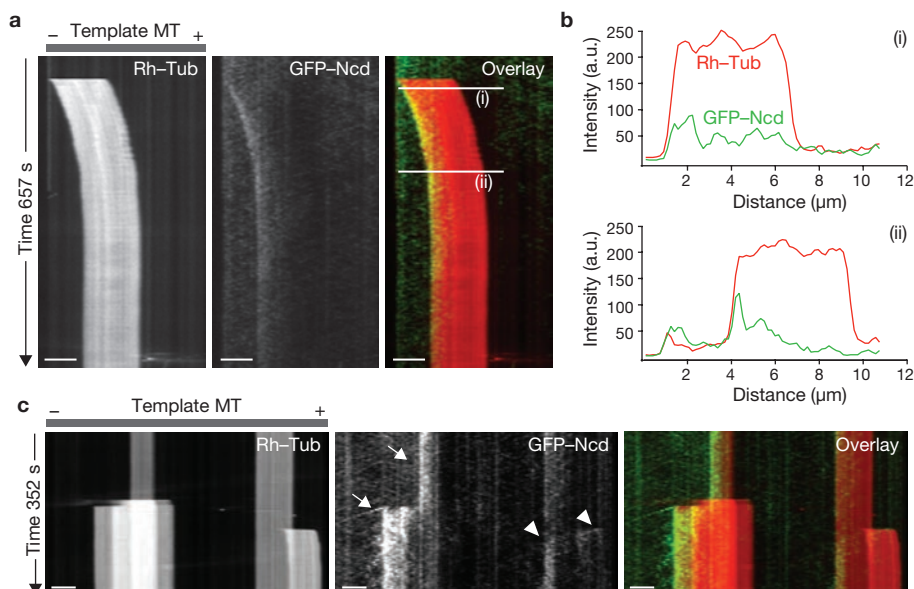 a
Template MT
− +
Rh–Tub
GFP–Ncd
Overlay
(i)
(ii)
Time 657 s
b
(i)
Intensity (a.u.)
250
200
150
100
50
Rh–Tub
GFP–Ncd
2 4 6 8 10 12
Distance (µm)
(ii)
Intensity (a.u.)
250
200
150
100
50
2 4 6 8 10 12
Distance (µm)
c
Template MT
− +
Rh–Tub
GFP–Ncd
Overlay
Time 352 s